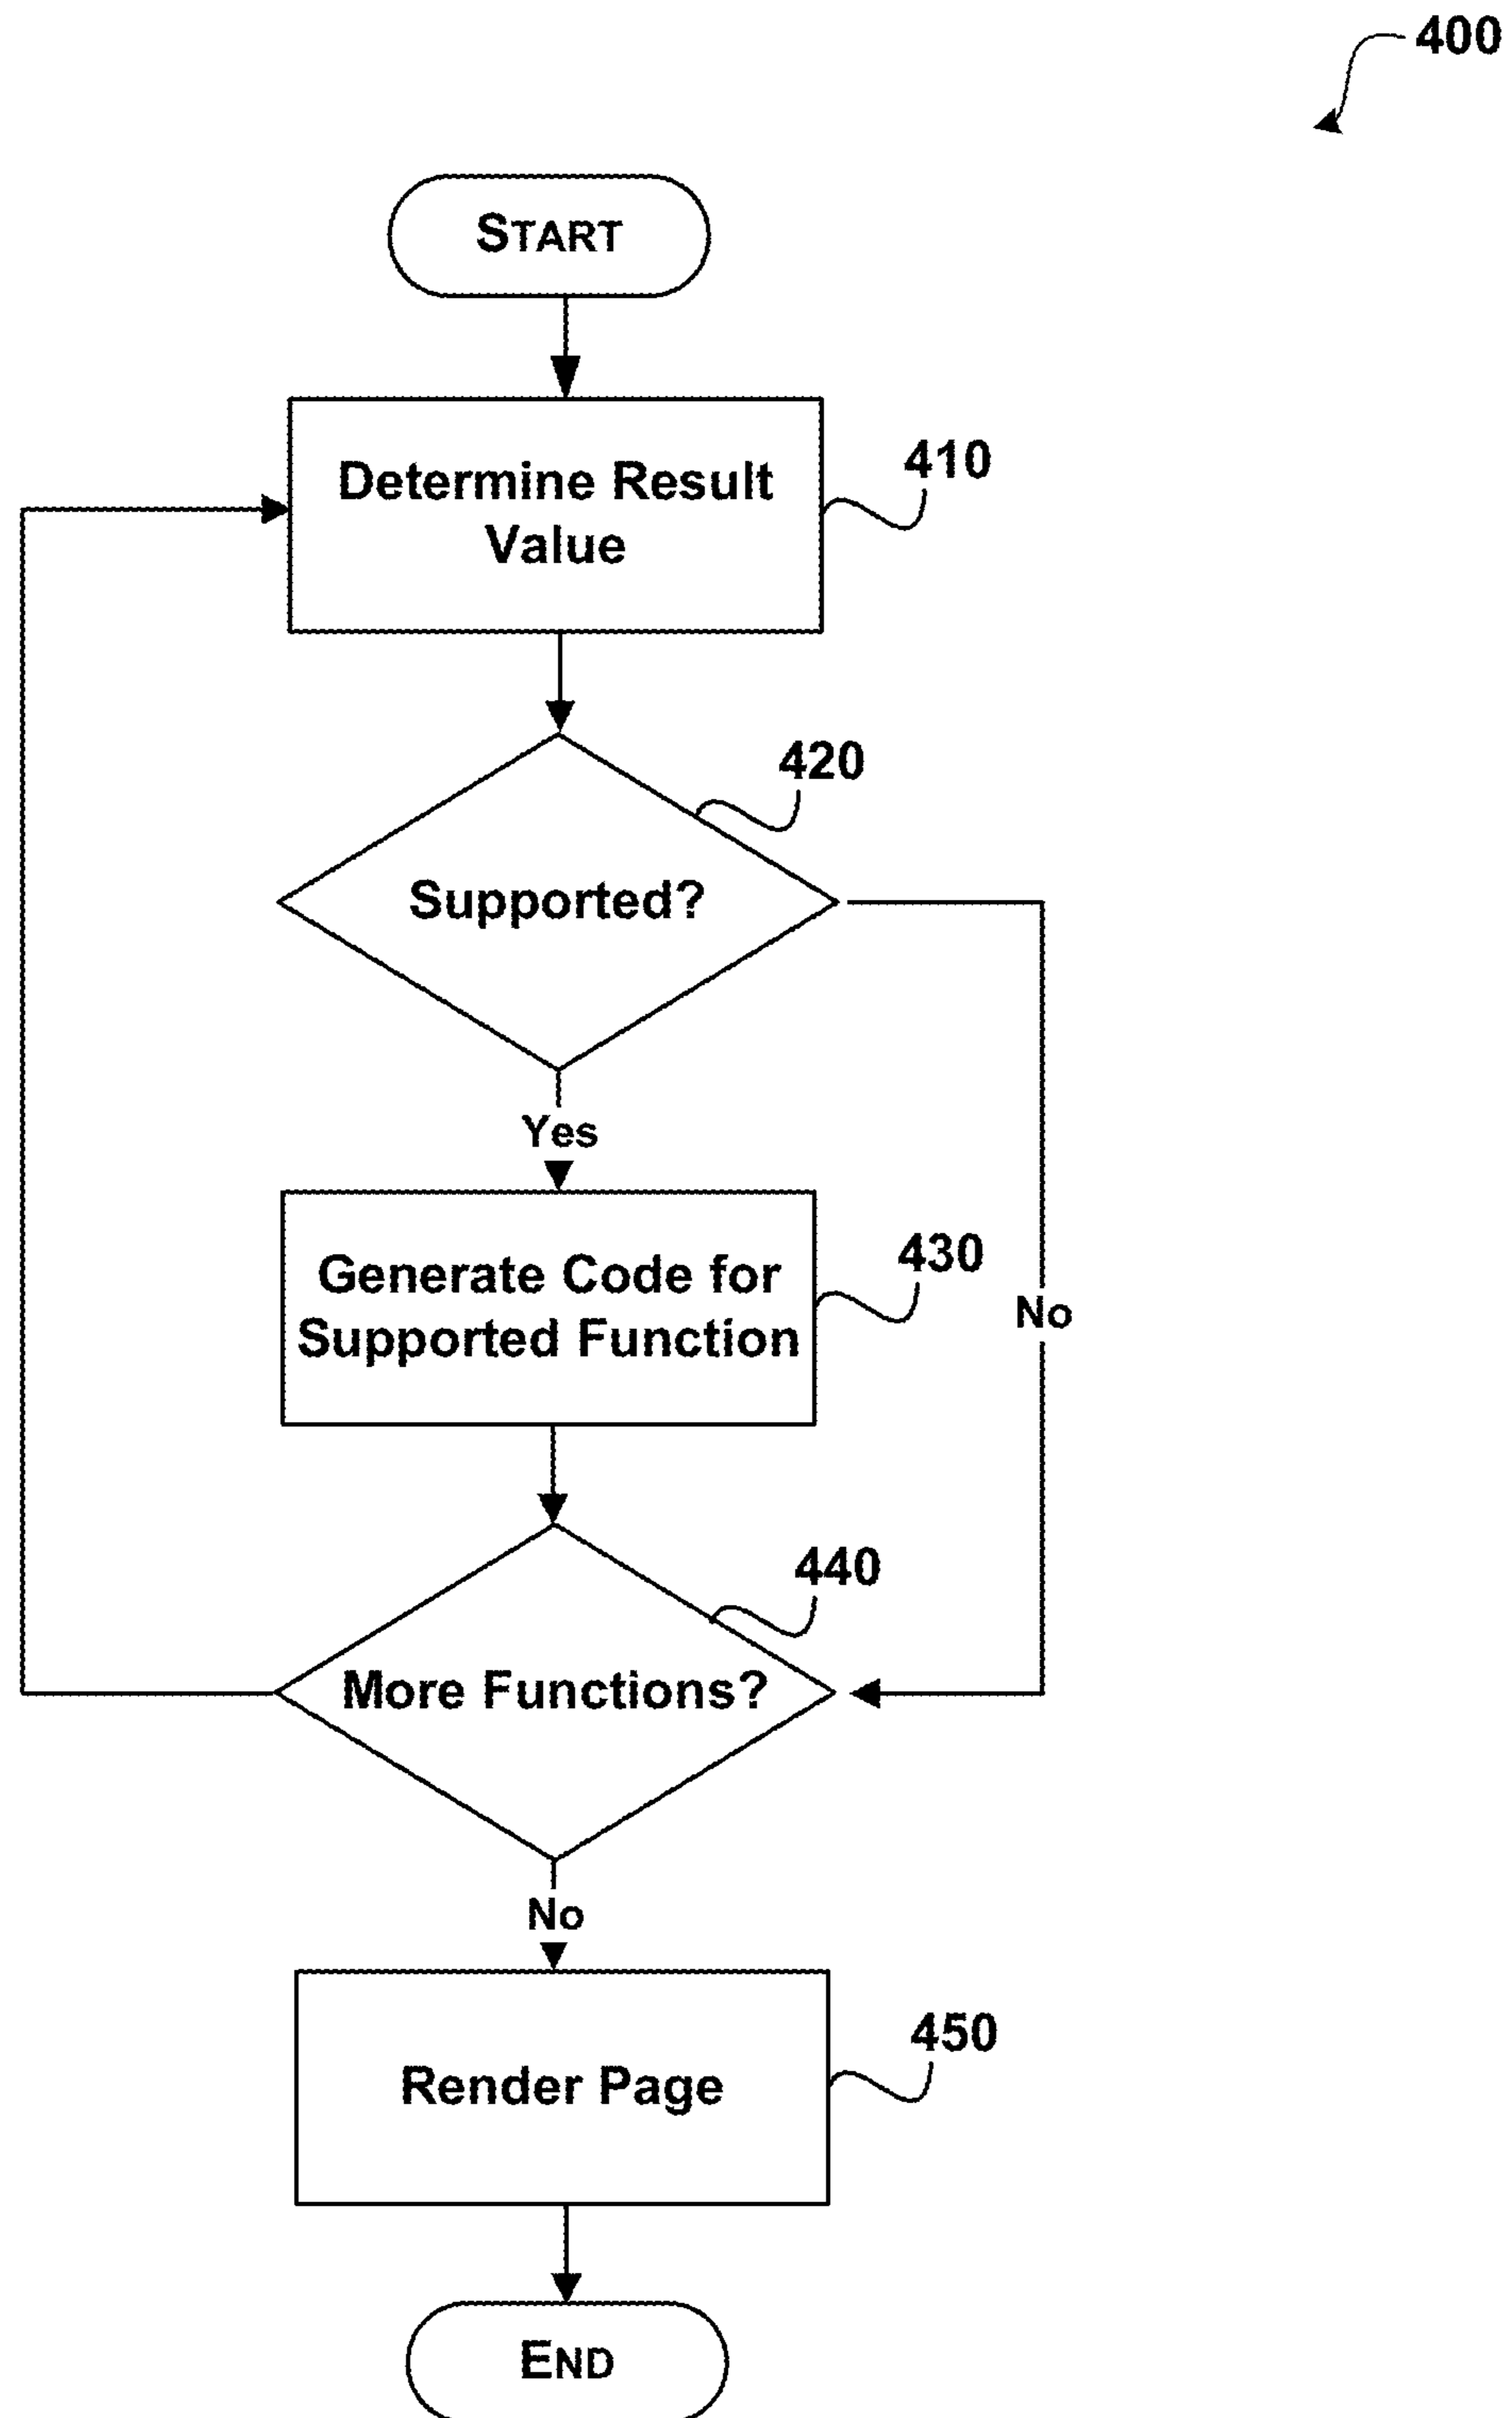 400
START
Determine Result
Value
410
420
Supported?
Yes
Generate Code for
Supported Function
430
No
440
More Functions?
No
Render Page
450
END